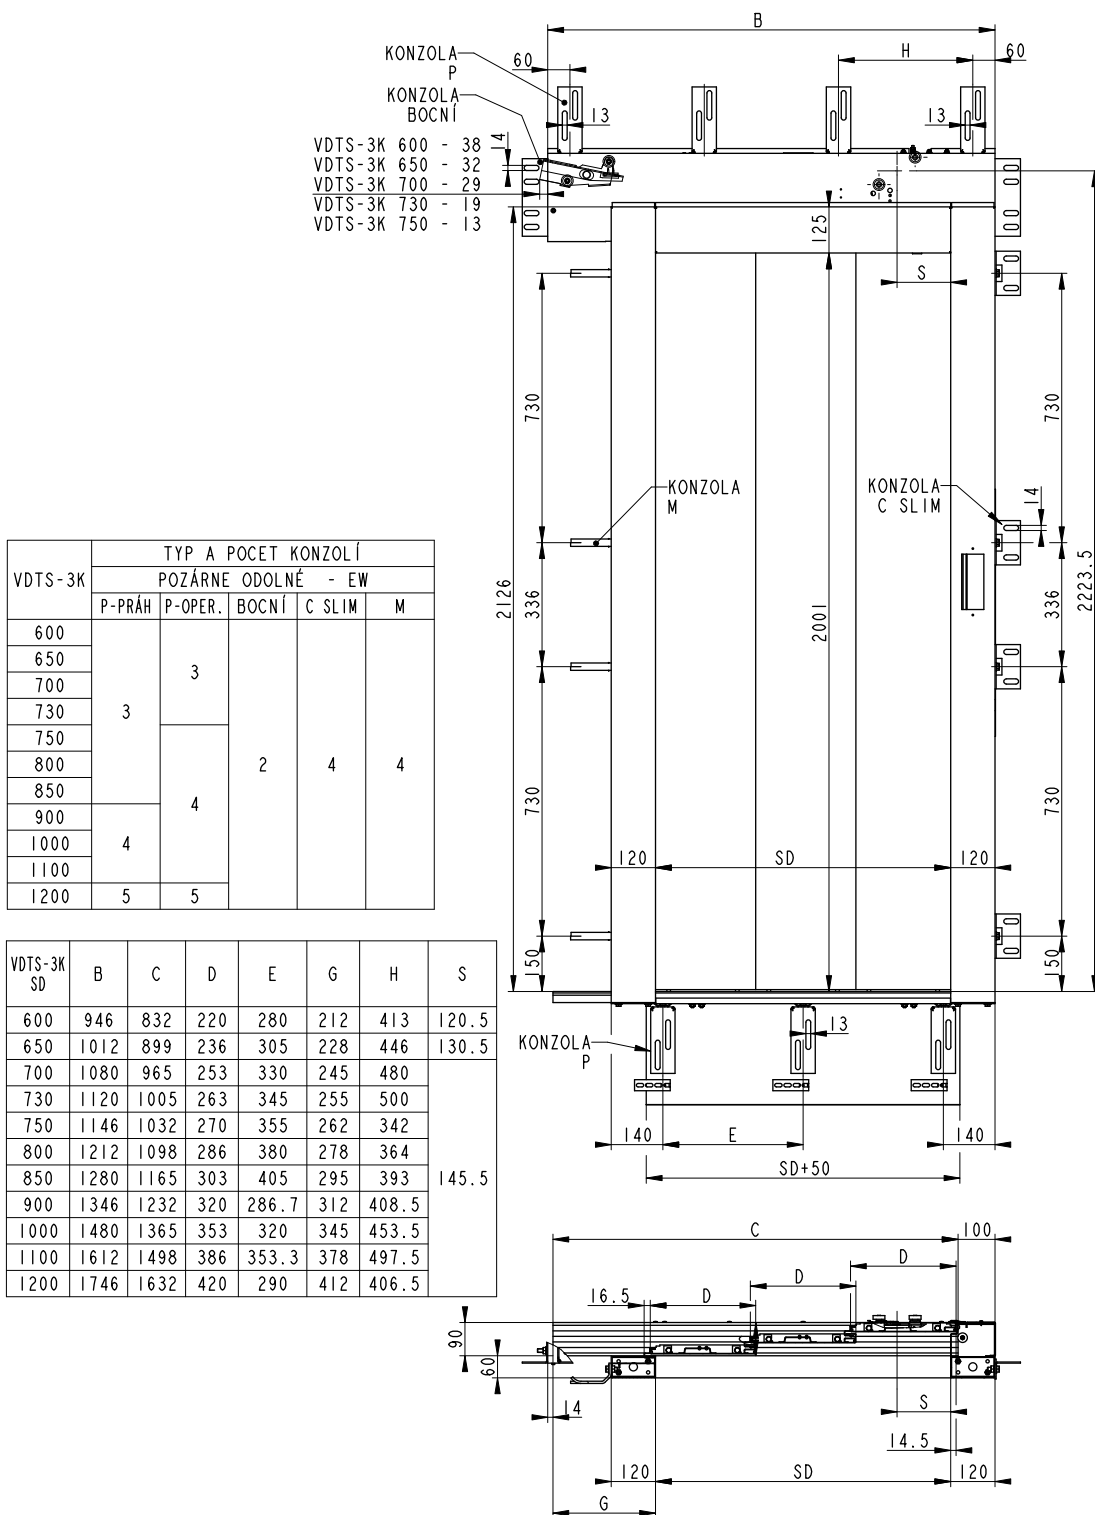 B
KONZOLA
P
60
H
60
KONZOLA
BOCNÍ
13
13
14
VDTS-3K 600 - 38
VDTS-3K 650 - 32
VDTS-3K 700 - 29
VDTS-3K 730 - 19
VDTS-3K 750 - 13
125
S
730
730
KONZOLA
M
KONZOLA
C SLIM
14
2126
336
2001
336
2223.5
730
730
120
SD
120
150
150
KONZOLA
P
13
140
E
140
SD+50
TYP A POCET KONZOLÍ
VDTS-3K
POZÁRNE ODOLNÉ - EW
P-PRÁH P-OPER. BOCNÍ C SLIM M
600
650
700 3
730 3
750
800 2 4 4
850
900 4
1000 4
1100
1200 5 5
VDTS-3K
SD B C D E G H S
600 946 832 220 280 212 413 120.5
650 1012 899 236 305 228 446 130.5
700 1080 965 253 330 245 480
730 1120 1005 263 345 255 500
750 1146 1032 270 355 262 342
800 1212 1098 286 380 278 364
850 1280 1165 303 405 295 393 145.5
900 1346 1232 320 286.7 312 408.5
1000 1480 1365 353 320 345 453.5
1100 1612 1498 386 353.3 378 497.5
1200 1746 1632 420 290 412 406.5
C
100
D
D
D
16.5
90
60
14
S
14.5
120
SD
120
G